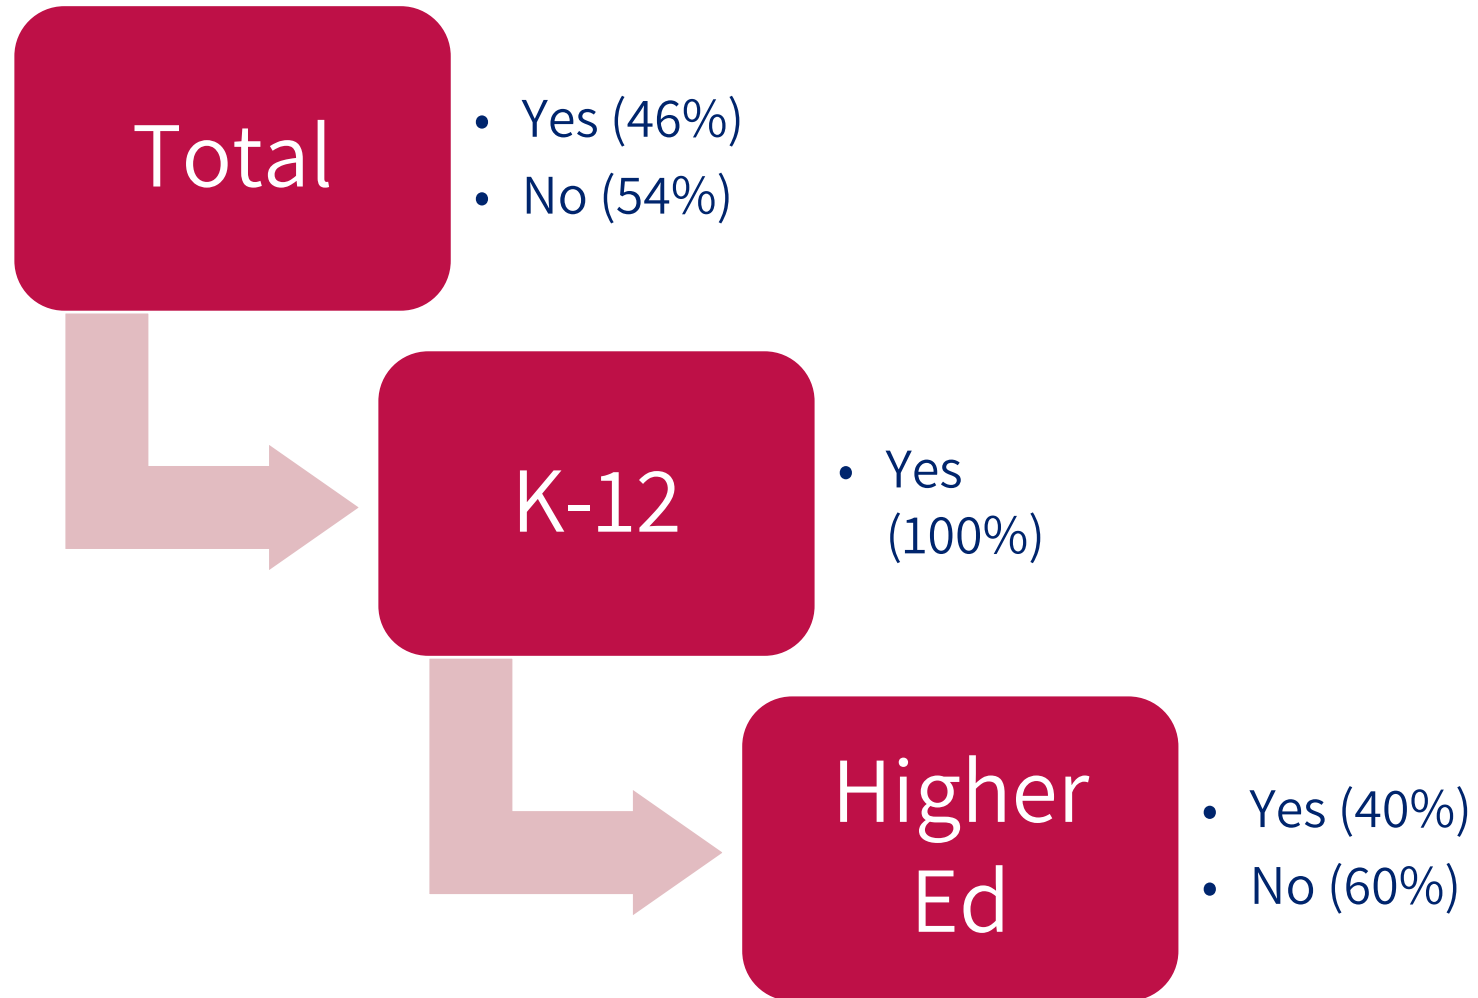 Total
• Yes (46%)
• No (54%)
K-12
• Yes
(100%)
Higher
Ed
• Yes (40%)
• No (60%)